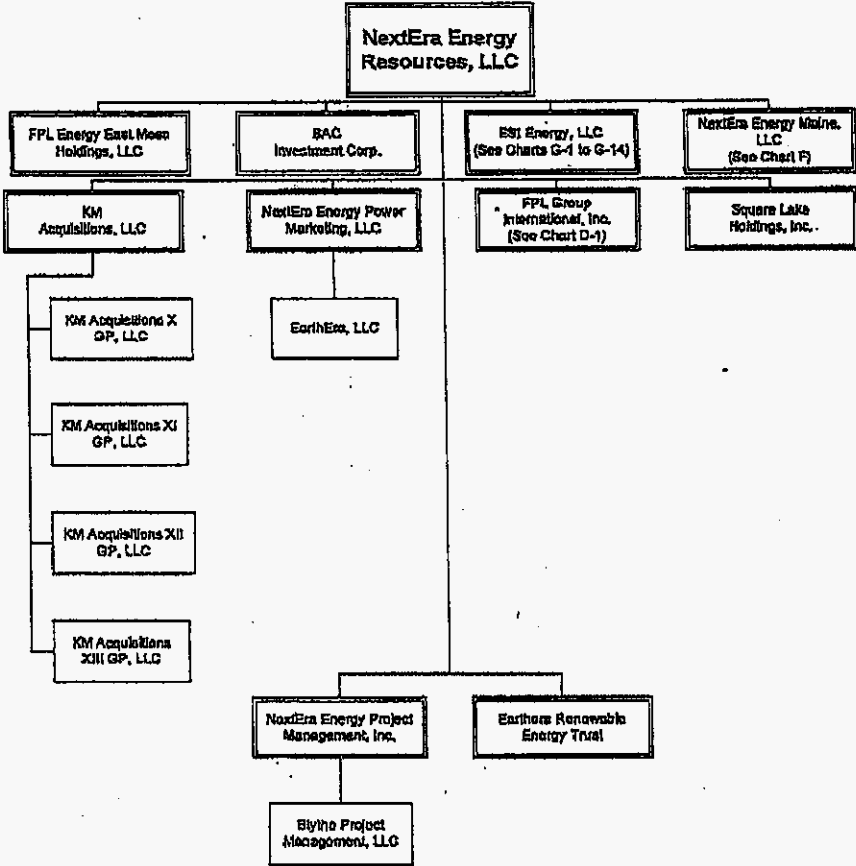 NextEra Energy
Resources, LLC
FPL Energy East Mesa
Holdings, LLC
BAC
Investment Corp.
ESI Energy, LLC
(See Charts G-1 to G-14)
NextEra Energy Maine,
LLC
(See Chart F)
KM
Acquisitions, LLC
NextEra Energy Power
Marketing, LLC
FPL Group
International, Inc.
(See Chart D-1)
Square Lake
Holdings, Inc.
KM Acquisitions X
GP, LLC
EarthEra, LLC
KM Acquisitions XI
GP, LLC
KM Acquisitions XII
GP, LLC
KM Acquisitions
XIII GP, LLC
NextEra Energy Project
Management, Inc.
Earthera Renewable
Energy Trust
Blythe Project
Management, LLC